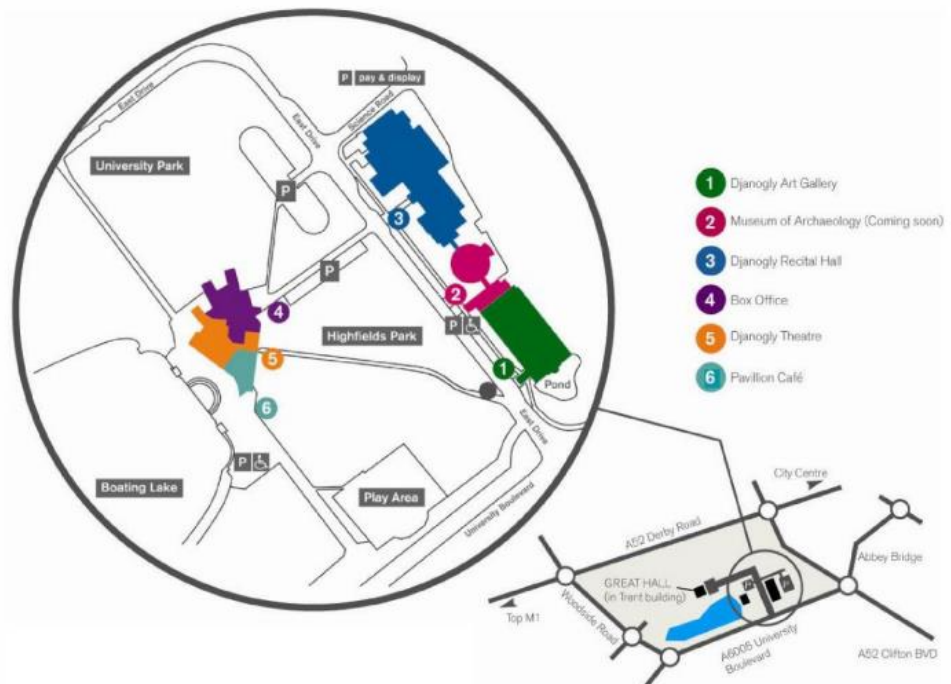 P pay & display
East Drive
East Drive
Science Road
University Park
P
3
P
4
2
P
Highfields Park
5
1
Pond
6
P
East Drive
Boating Lake
Play Area
University Boulevard
1 Djanogly Art Gallery
2 Museum of Archaeology (Coming soon)
3 Djanogly Recital Hall
4 Box Office
5 Djanogly Theatre
6 Pavillion Café
City Centre
A52 Derby Road
Abbey Bridge
GREAT HALL
(in Trent building)
P
P
Top M1
Woodside Road
A6005 University
Boulevard
A52 Clifton BVD